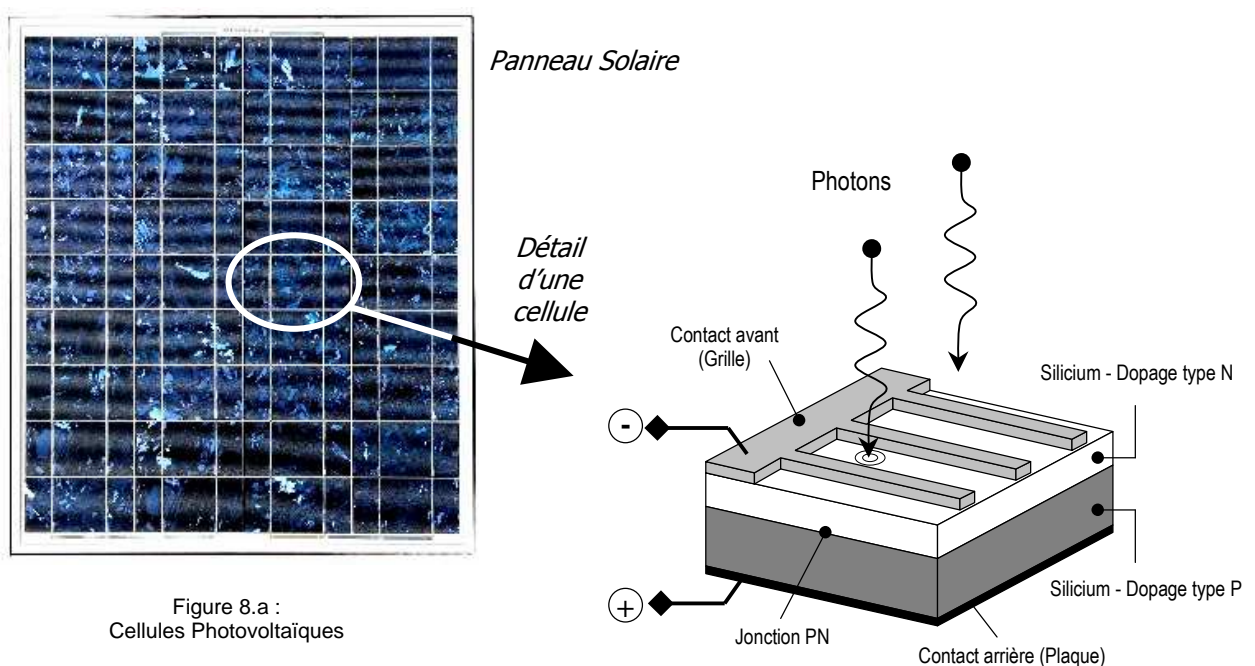 Panneau Solaire
Photons
Détail
d'une
cellule
Contact avant
(Grille)
Silicium - Dopage type N
-
+
Silicium - Dopage type P
Jonction PN
Contact arrière (Plaque)
Figure 8.a :
Cellules Photovoltaïques